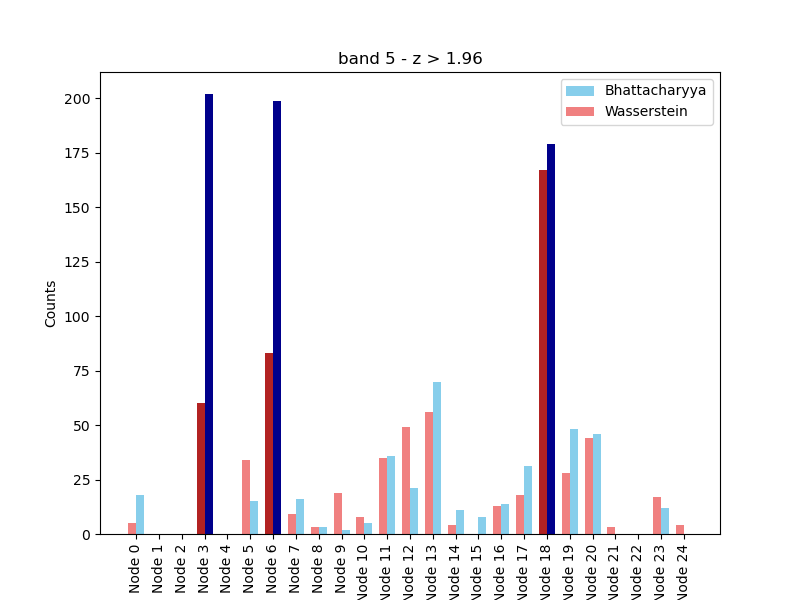 band 5 - z > 1.96
Bhattacharyya
Wasserstein
Counts
200
175
150
125
100
75
50
25
0
Node 0
Node 1
Node 2
Node 3
Node 4
Node 5
Node 6
Node 7
Node 8
Node 9
Node 10
Node 11
Node 12
Node 13
Node 14
Node 15
Node 16
Node 17
Node 18
Node 19
Node 20
Node 21
Node 22
Node 23
Node 24